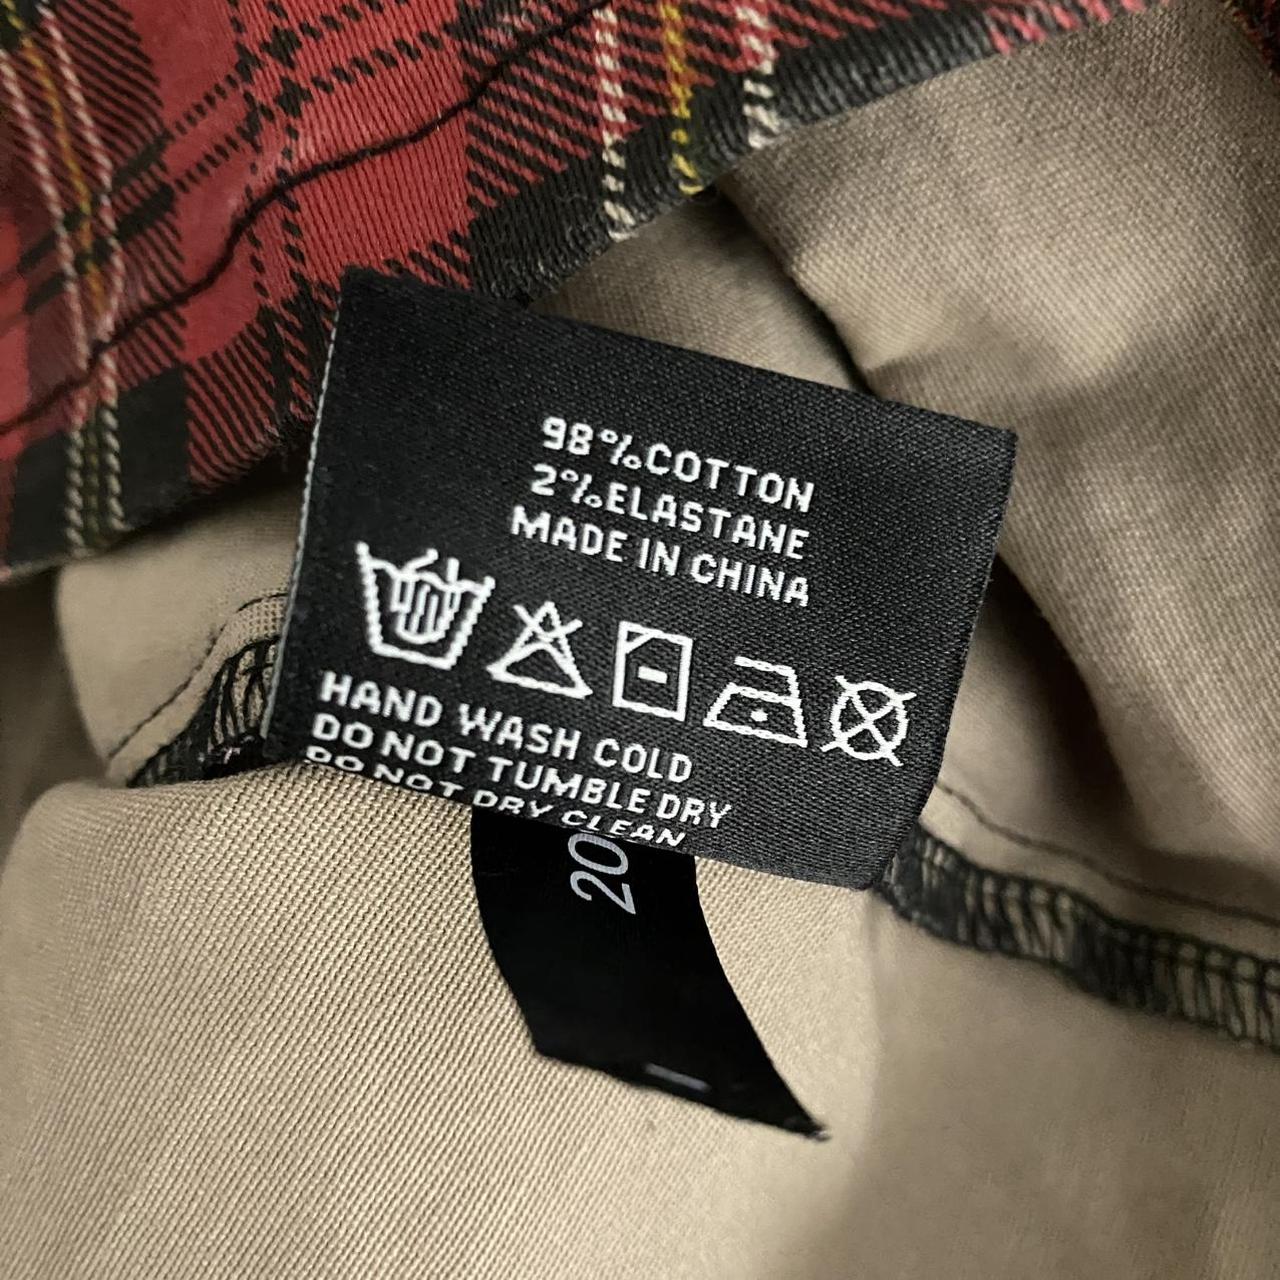 98%COTTON
2%ELASTANE
MADE IN CHINA
HAND WASH COLD
DO NOT TUMBLE DRY
DO NOT DRY CLEAN
20